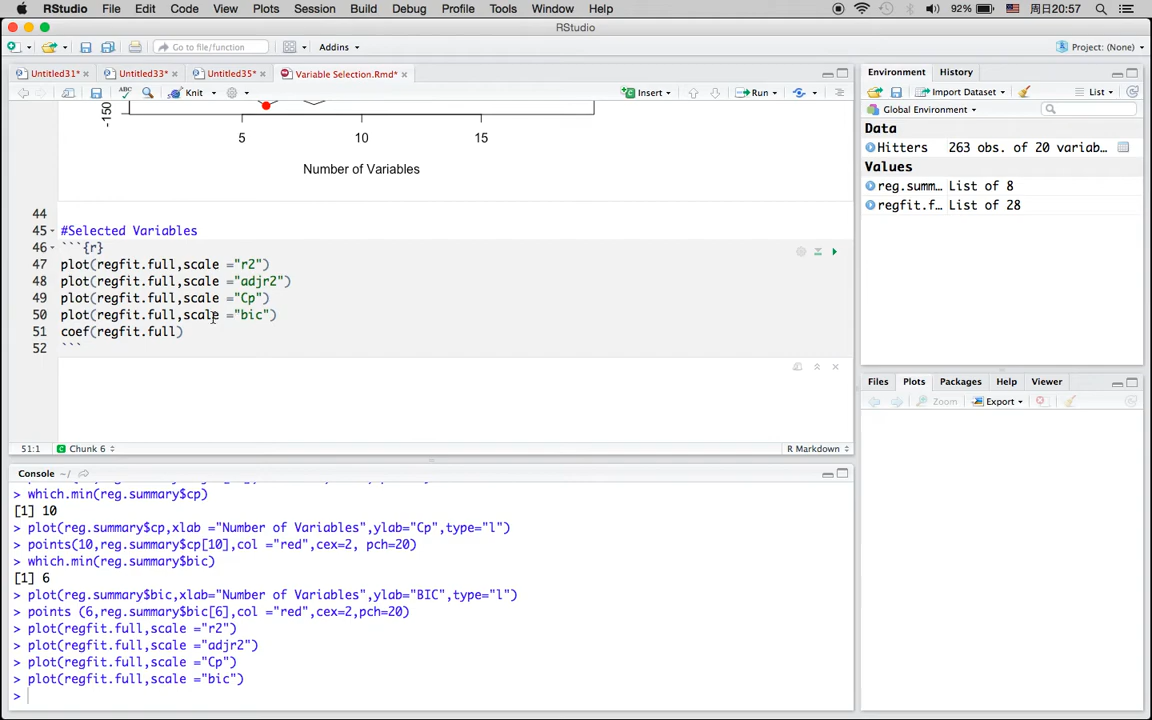 RStudio File Edit Code View Plots Session Build Debug Profile Tools Window Help 92% 周日20:57
RStudio
Go to file/function Addins Project: (None)
Untitled31* Untitled33* Untitled35* Variable Selection.Rmd*
ABC Knit Insert Run
-150
5 10 15
Number of Variables
44
45 #Selected Variables
46 ```{r}
47 plot(regfit.full,scale ="r2")
48 plot(regfit.full,scale ="adjr2")
49 plot(regfit.full,scale ="Cp")
50 plot(regfit.full,scale ="bic")
51 coef(regfit.full)
52 ```
51:1 Chunk 6 R Markdown
Console ~/
> which.min(reg.summary$cp)
[1] 10
> plot(reg.summary$cp,xlab ="Number of Variables",ylab="Cp",type="l")
> points(10,reg.summary$cp[10],col ="red",cex=2, pch=20)
> which.min(reg.summary$bic)
[1] 6
> plot(reg.summary$bic,xlab="Number of Variables",ylab="BIC",type="l")
> points (6,reg.summary$bic[6],col ="red",cex=2,pch=20)
> plot(regfit.full,scale ="r2")
> plot(regfit.full,scale ="adjr2")
> plot(regfit.full,scale ="Cp")
> plot(regfit.full,scale ="bic")
>
Environment History
Import Dataset List
Global Environment
Data
Hitters 263 obs. of 20 variab…
Values
reg.summ… List of 8
regfit.f… List of 28
Files Plots Packages Help Viewer
Zoom Export